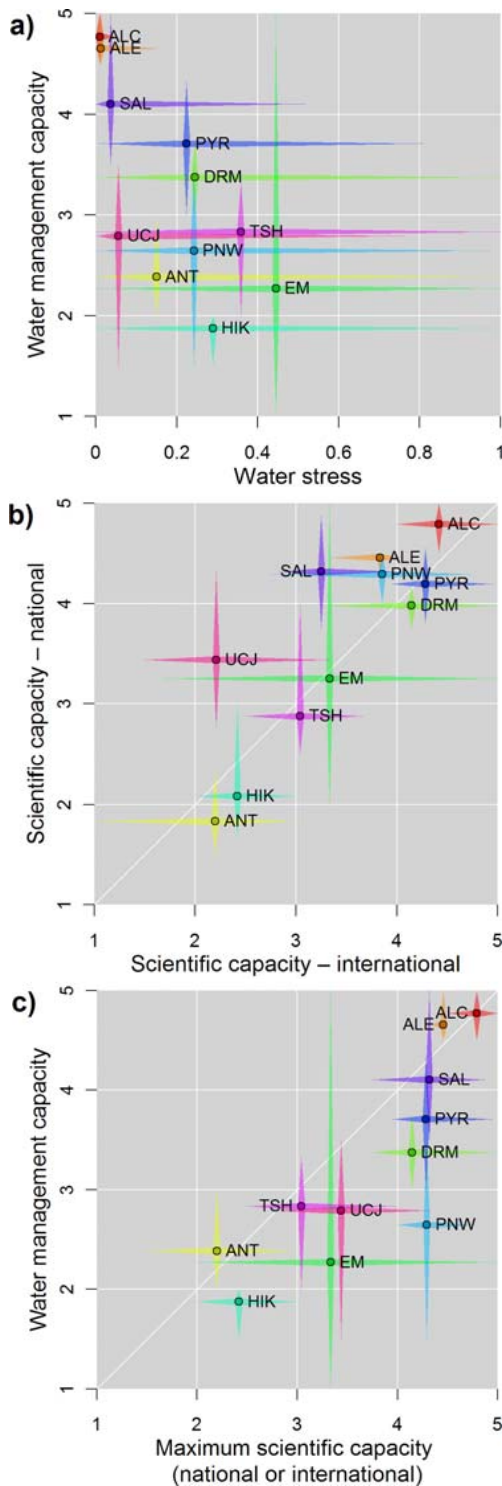 a)
5
4
3
2
1
Water management capacity
ALC
ALE
SAL
PYR
DRM
UCJ
TSH
PNW
ANT
EM
HIK
0
0.2
0.4
0.6
0.8
1
Water stress
b)
5
4
3
2
1
Scientific capacity – national
ALC
ALE
SAL
PNW
PYR
DRM
UCJ
EM
TSH
HIK
ANT
1
2
3
4
5
Scientific capacity – international
c)
5
4
3
2
1
Water management capacity
ALC
ALE
SAL
PYR
DRM
TSH
UCJ
PNW
ANT
EM
HIK
1
2
3
4
5
Maximum scientific capacity
(national or international)